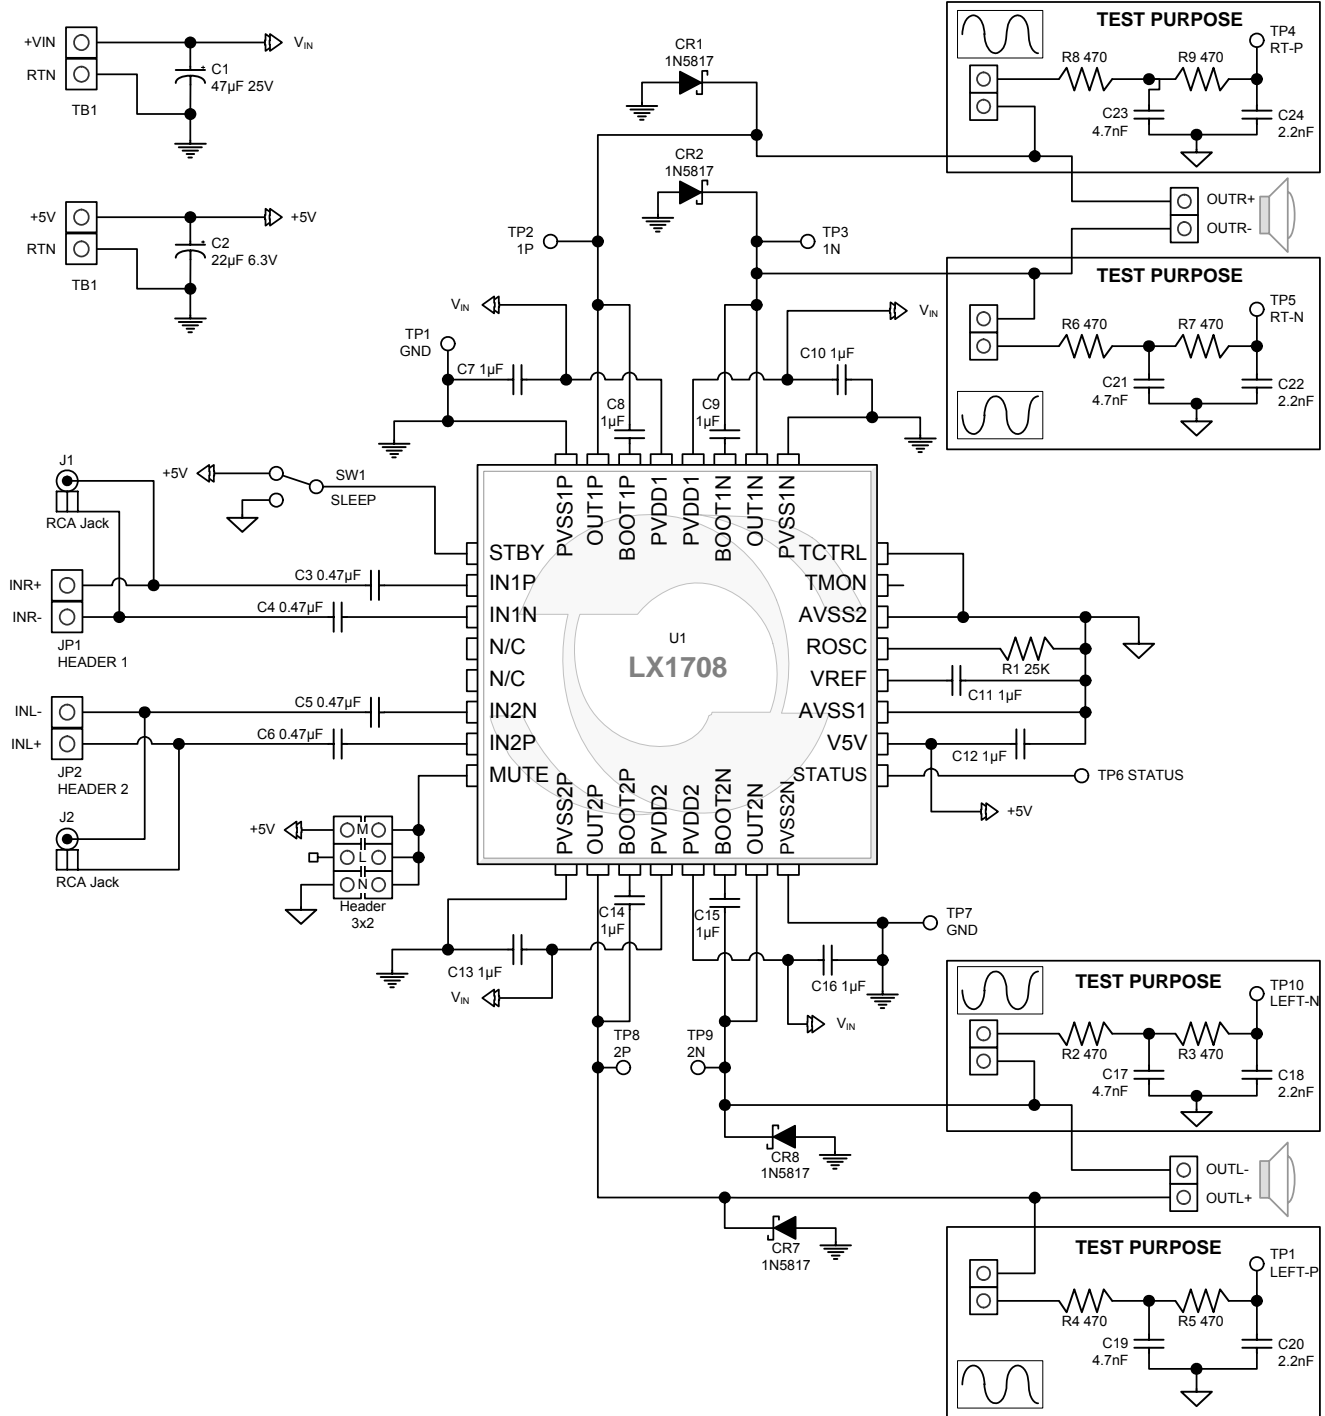 +VIN
RTN
TB1
VIN
C1
47µF 25V
+5V
RTN
TB1
+5V
C2
22µF 6.3V
CR1
1N5817
CR2
1N5817
TP2
1P
TP3
1N
VIN
VIN
TP1
GND
C7 1µF
C8
1µF
C9
1µF
C10 1µF
TEST PURPOSE
R8 470
R9 470
TP4
RT-P
C23
4.7nF
C24
2.2nF
OUTR+
OUTR-
TEST PURPOSE
R6 470
R7 470
TP5
RT-N
C21
4.7nF
C22
2.2nF
J1
RCA Jack
+5V
SW1
SLEEP
INR+
INR-
JP1
HEADER 1
C3 0.47µF
C4 0.47µF
INL-
INL+
JP2
HEADER 2
C5 0.47µF
C6 0.47µF
J2
RCA Jack
+5V
M
L
N
Header
3x2
PVSS1P
OUT1P
BOOT1P
PVDD1
PVDD1
BOOT1N
OUT1N
PVSS1N
STBY
IN1P
IN1N
N/C
N/C
IN2N
IN2P
MUTE
U1
LX1708
TCTRL
TMON
AVSS2
ROSC
VREF
AVSS1
V5V
STATUS
PVSS2P
OUT2P
BOOT2P
PVDD2
PVDD2
BOOT2N
OUT2N
PVSS2N
R1 25K
C11 1µF
C12 1µF
TP6 STATUS
+5V
C14
1µF
C15
1µF
TP7
GND
C13 1µF
VIN
C16 1µF
VIN
TP8
2P
TP9
2N
CR8
1N5817
CR7
1N5817
TEST PURPOSE
R2 470
R3 470
TP10
LEFT-N
C17
4.7nF
C18
2.2nF
OUTL-
OUTL+
TEST PURPOSE
R4 470
R5 470
TP1
LEFT-P
C19
4.7nF
C20
2.2nF